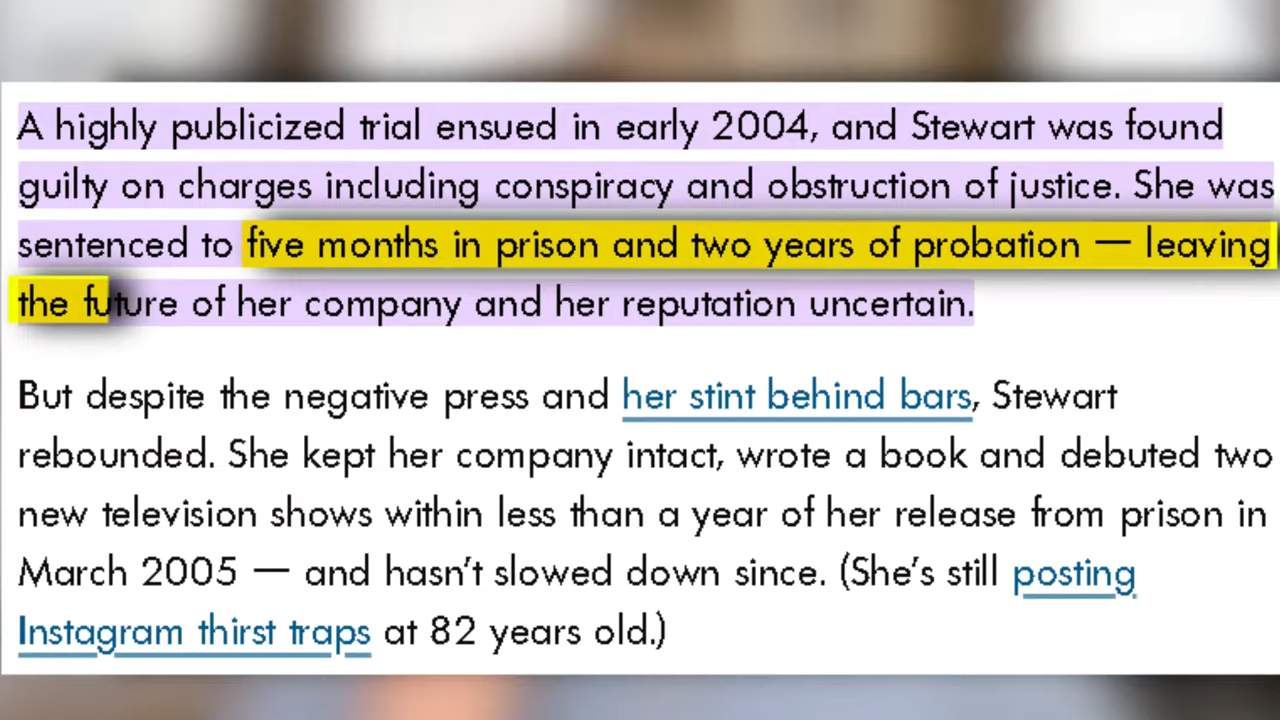 A highly publicized trial ensued in early 2004, and Stewart was found
guilty on charges including conspiracy and obstruction of justice. She was
sentenced to five months in prison and two years of probation — leaving
the future of her company and her reputation uncertain.
But despite the negative press and her stint behind bars, Stewart
rebounded. She kept her company intact, wrote a book and debuted two
new television shows within less than a year of her release from prison in
March 2005 — and hasn't slowed down since. (She's still posting
Instagram thirst traps at 82 years old.)